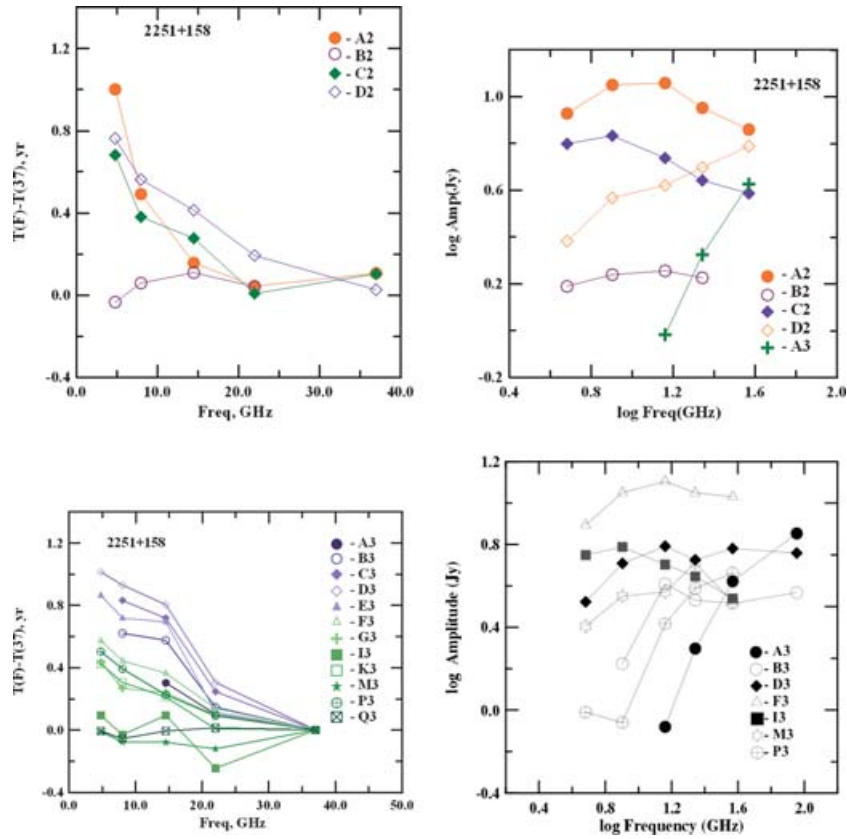 2251+158
- A2
- B2
- C2
- D2
1.2
0.8
0.4
0.0
-0.4
T(F)-T(37), yr
0.0 10.0 20.0 30.0 40.0
Freq, GHz
2251+158
1.0
0.6
0.2
-0.2
log Amp(Jy)
- A2
- B2
- C2
- D2
- A3
0.4 0.8 1.2 1.6 2.0
log Freq(GHz)
2251+158
1.2
0.8
0.4
0.0
-0.4
T(F)-T(37), yr
- A3
- B3
- C3
- D3
- E3
- F3
- G3
- I3
- K3
- M3
- P3
- Q3
0.0 10.0 20.0 30.0 40.0 50.0
Freq, GHz
1.2
0.8
0.4
0.0
-0.4
log Amplitude (Jy)
- A3
- B3
- D3
- F3
- I3
- M3
- P3
0.4 0.8 1.2 1.6 2.0
log Frequency (GHz)